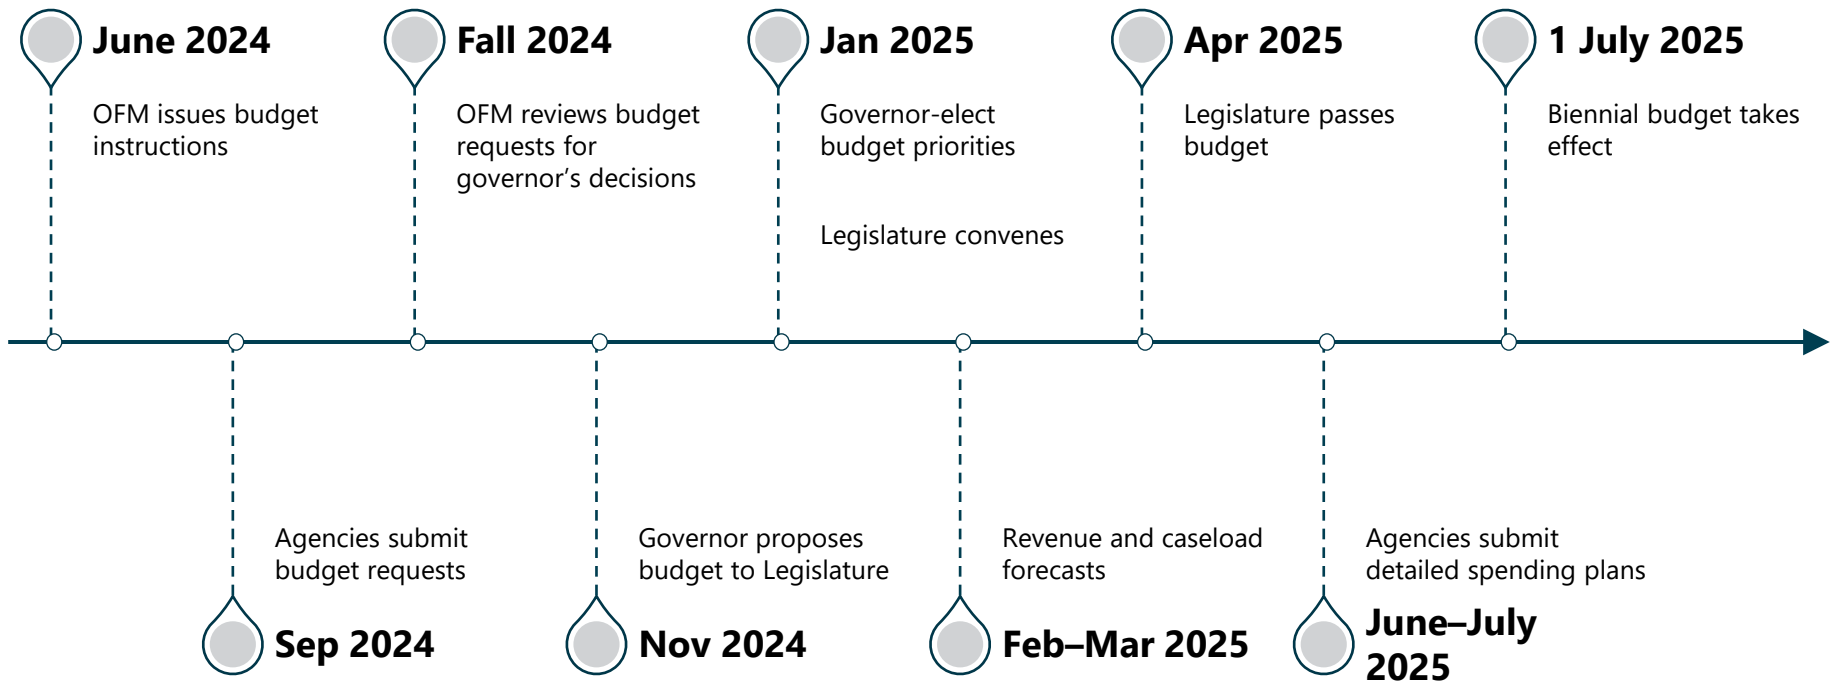 June 2024
OFM issues budget
instructions
Fall 2024
OFM reviews budget
requests for
governor’s decisions
Jan 2025
Governor-elect
budget priorities
Legislature convenes
Apr 2025
Legislature passes
budget
1 July 2025
Biennial budget takes
effect
Agencies submit
budget requests
Sep 2024
Governor proposes
budget to Legislature
Nov 2024
Revenue and caseload
forecasts
Feb–Mar 2025
Agencies submit
detailed spending plans
June–July
2025